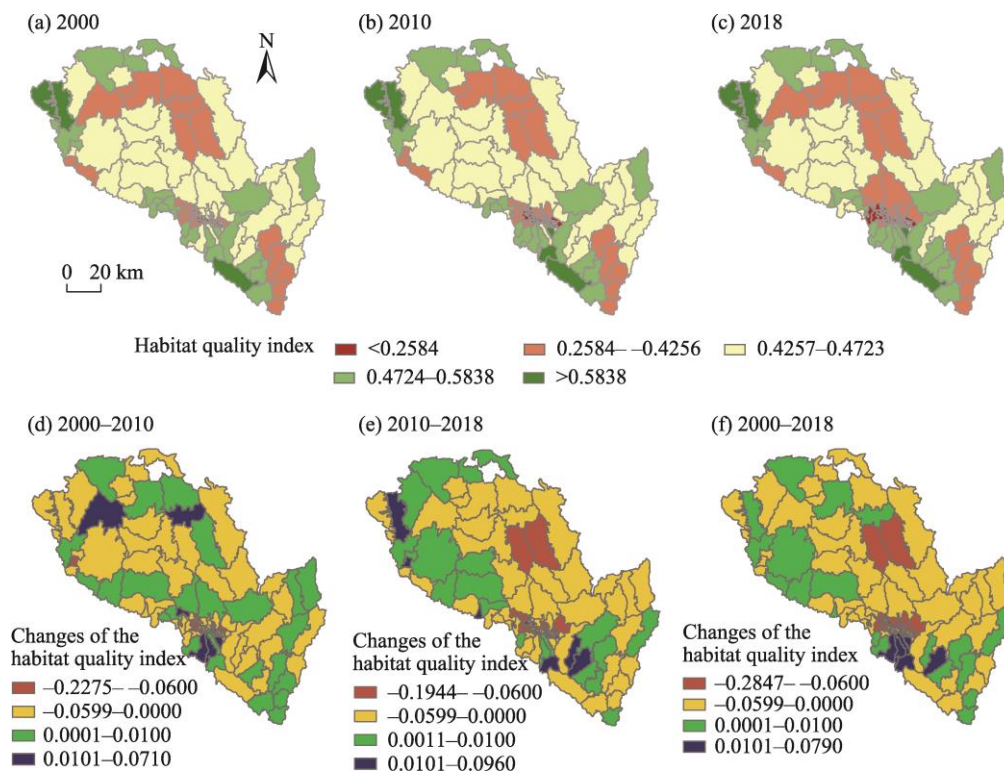 (a) 2000
(b) 2010
(c) 2018
N
0 20 km
Habitat quality index
<0.2584
0.2584– –0.4256
0.4257–0.4723
0.4724–0.5838
>0.5838
(d) 2000–2010
(e) 2010–2018
(f) 2000–2018
Changes of the
habitat quality index
–0.2275– –0.0600
–0.0599–0.0000
0.0001–0.0100
0.0101–0.0710
Changes of the
habitat quality index
–0.1944– –0.0600
–0.0599–0.0000
0.0011–0.0100
0.0101–0.0960
Changes of the
habitat quality index
–0.2847– –0.0600
–0.0599–0.0000
0.0001–0.0100
0.0101–0.0790